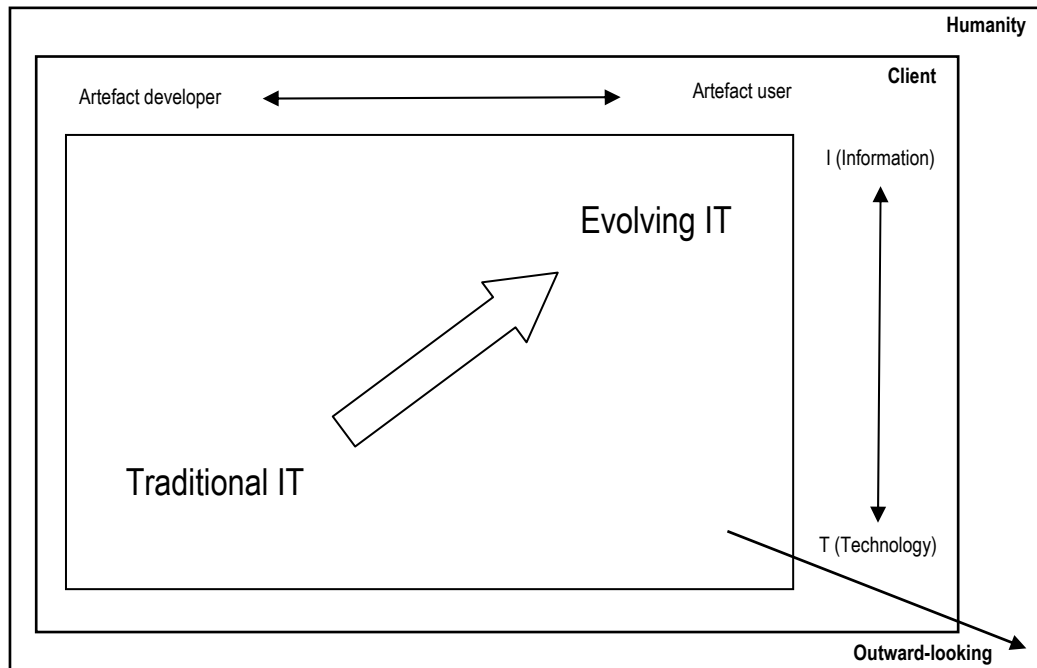 Humanity
Client
Artefact developer
Artefact user
I (Information)
Evolving IT
Traditional IT
T (Technology)
Outward-looking